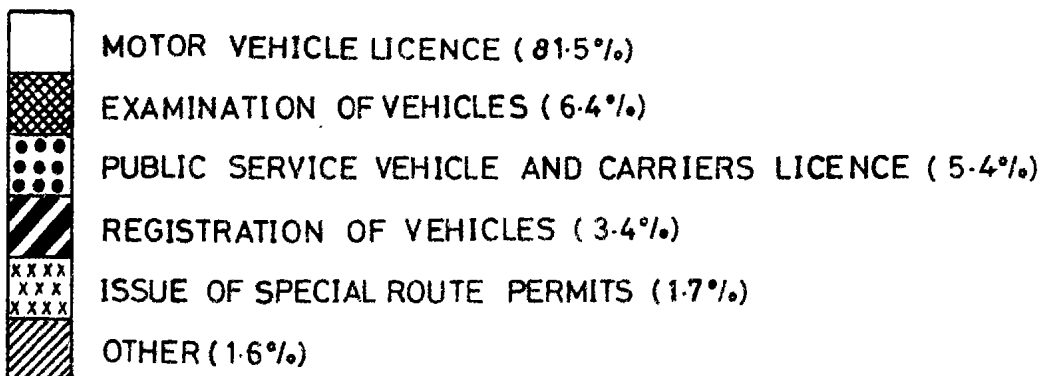 MOTOR VEHICLE LICENCE (81.5%)
EXAMINATION OF VEHICLES (6.4%)
PUBLIC SERVICE VEHICLE AND CARRIERS LICENCE (5.4%)
REGISTRATION OF VEHICLES (3.4%)
ISSUE OF SPECIAL ROUTE PERMITS (1.7%)
OTHER (1.6%)